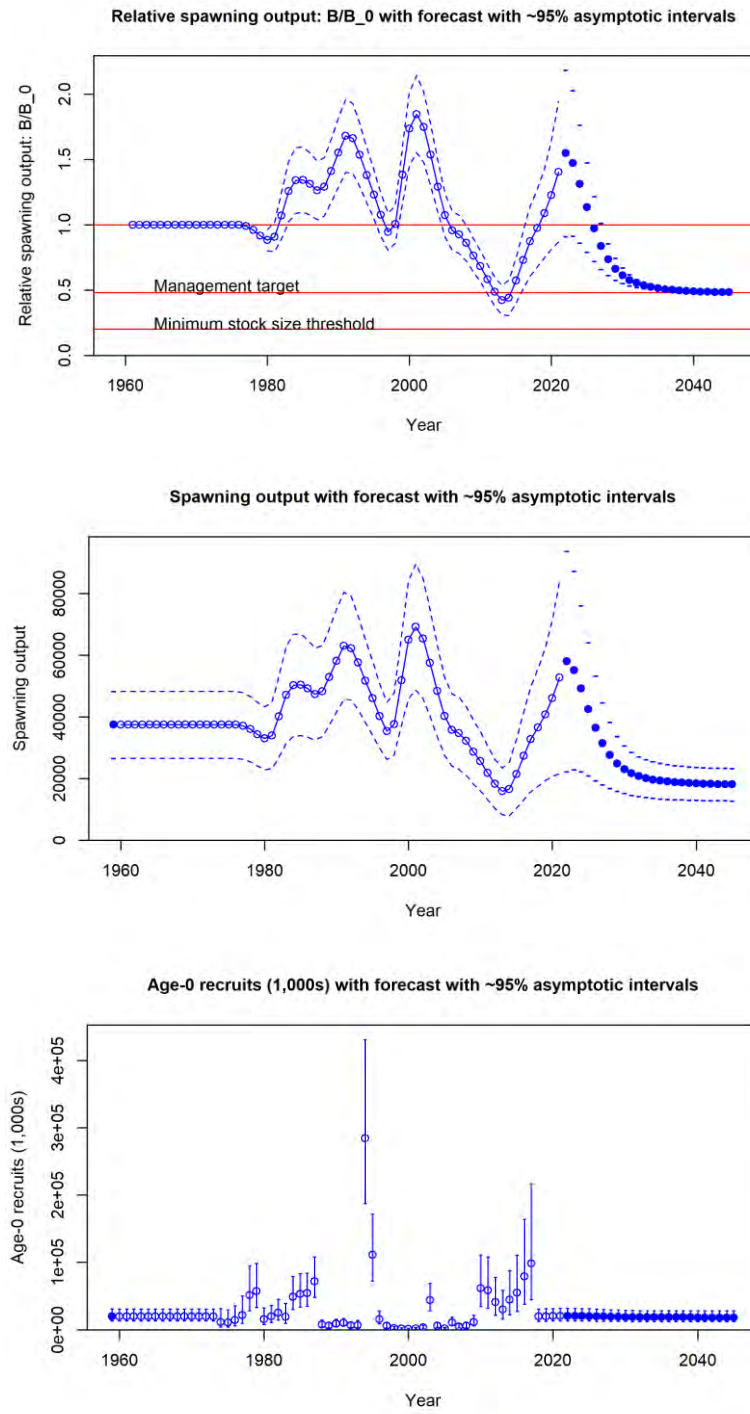 Relative spawning output: B/B_0 with forecast with ~95% asymptotic intervals
Relative spawning output: B/B_0
2.0
1.5
1.0
0.5
0.0
Management target
Minimum stock size threshold
1960 1980 2000 2020 2040
Year
Spawning output with forecast with ~95% asymptotic intervals
Spawning output
80000
60000
40000
20000
0
1960 1980 2000 2020 2040
Year
Age-0 recruits (1,000s) with forecast with ~95% asymptotic intervals
Age-0 recruits (1,000s)
4e+05
3e+05
2e+05
1e+05
0e+00
1960 1980 2000 2020 2040
Year